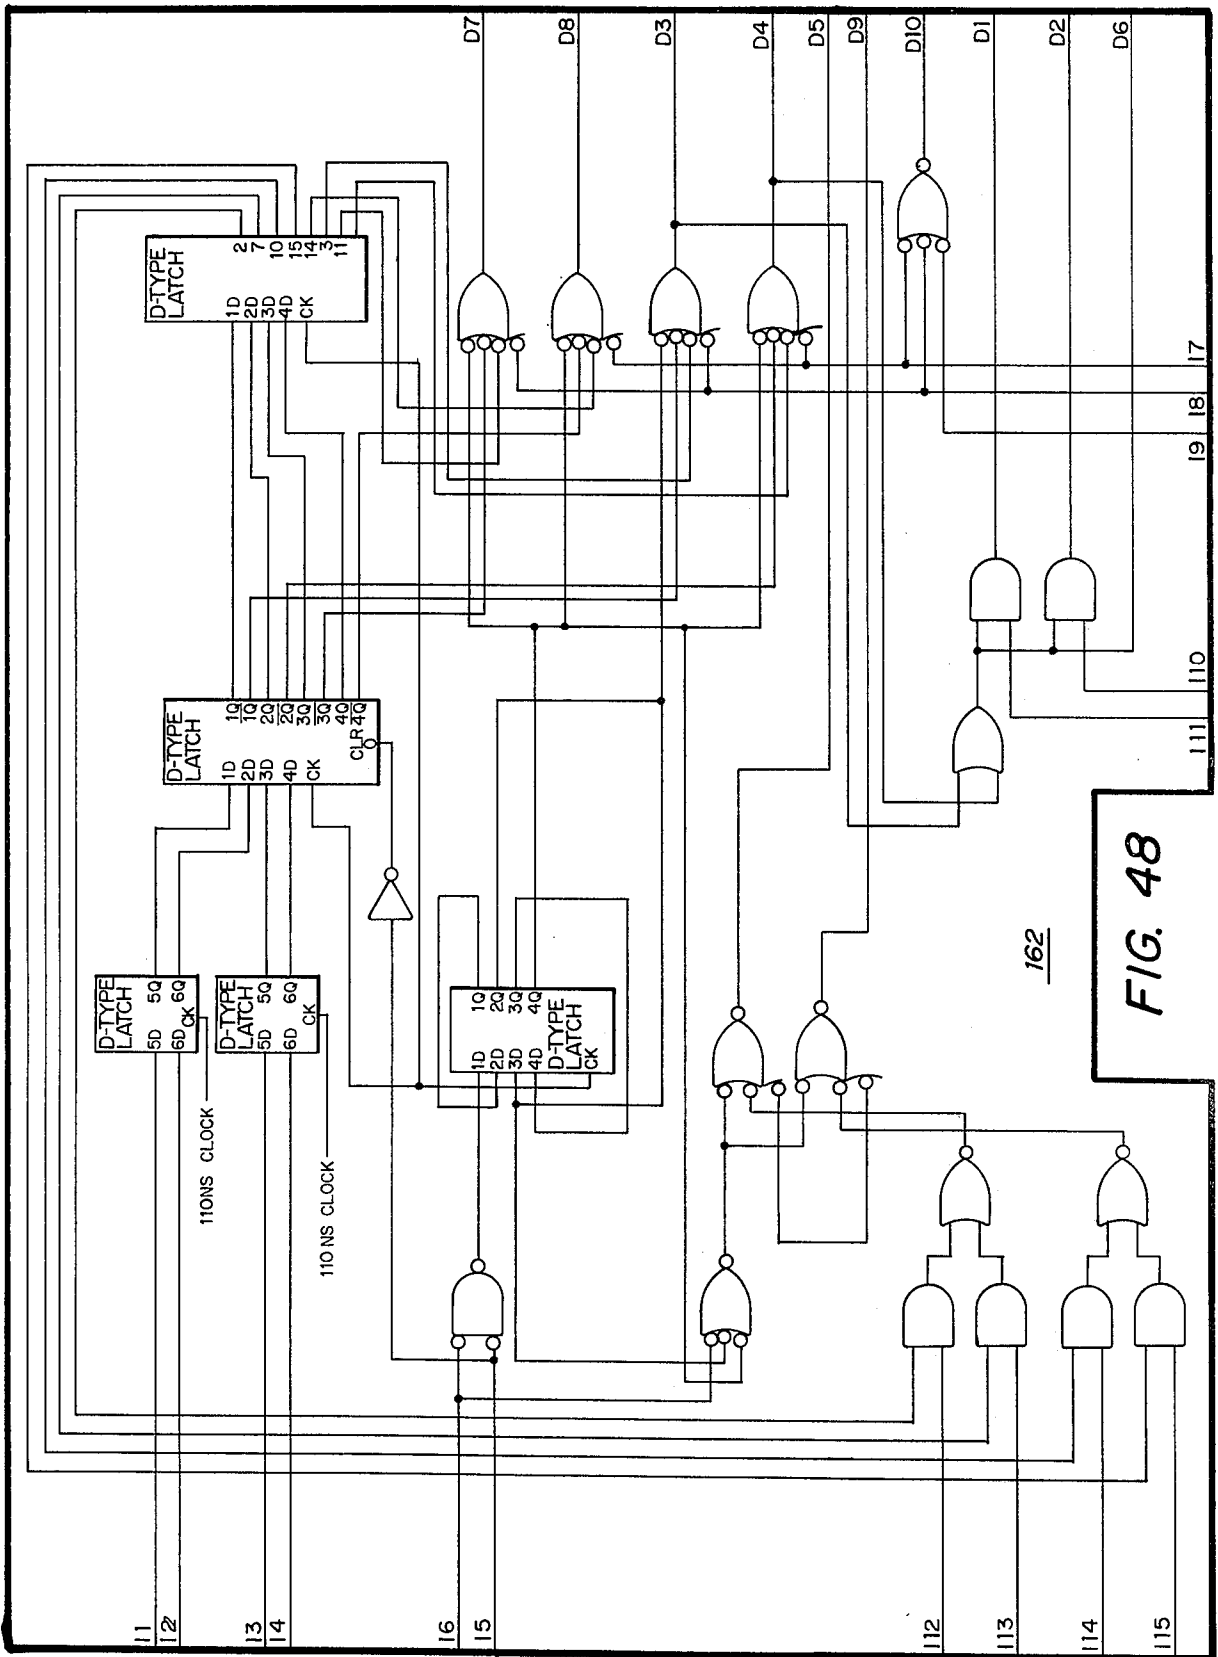 D7
D8
D3
D4
D5
D9
D10
D1
D2
D6
D-TYPE
LATCH
1D
2D
3D
4D
CK
2
7
10
15
14
3
11
D-TYPE
LATCH
1D
2D
3D
4D
CK
CLR
1Q
1Q
2Q
2Q
3Q
3Q
4Q
4Q
D-TYPE
LATCH
5D 5Q
6D 6Q
CK
110NS CLOCK
D-TYPE
LATCH
5D 5Q
6D 6Q
CK
110 NS CLOCK
1D 1Q
2D 2Q
3D 3Q
4D 4Q
D-TYPE
LATCH
CK
I1
I2
I3
I4
I6
I5
I12
I13
I14
I15
I7
I8
I9
I10
I11
162
FIG. 48